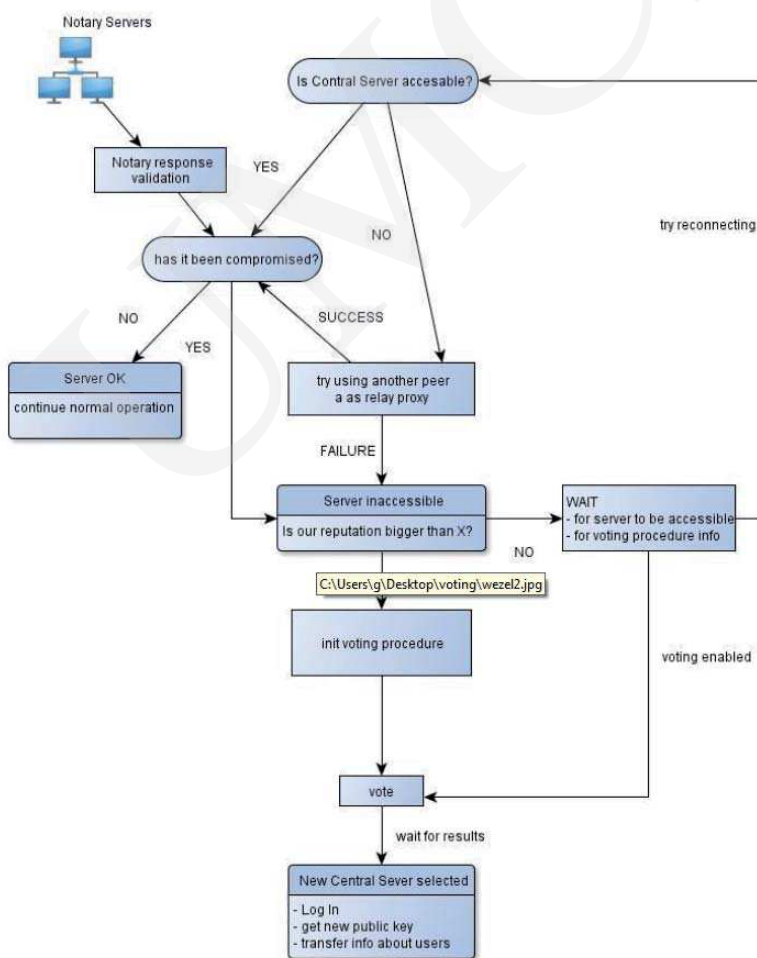 Notary Servers
Is Contral Server accesable?
Notary response
validation
YES
try reconnecting
NO
has it been compromised?
SUCCESS
NO
YES
Server OK
continue normal operation
try using another peer
a as relay proxy
FAILURE
Server inaccessible
Is our reputation bigger than X?
WAIT
- for server to be accessible
- for voting procedure info
NO
C:\Users\g\Desktop\voting\wezel2.jpg
init voting procedure
voting enabled
vote
wait for results
New Central Sever selected
- Log In
- get new public key
- transfer info about users